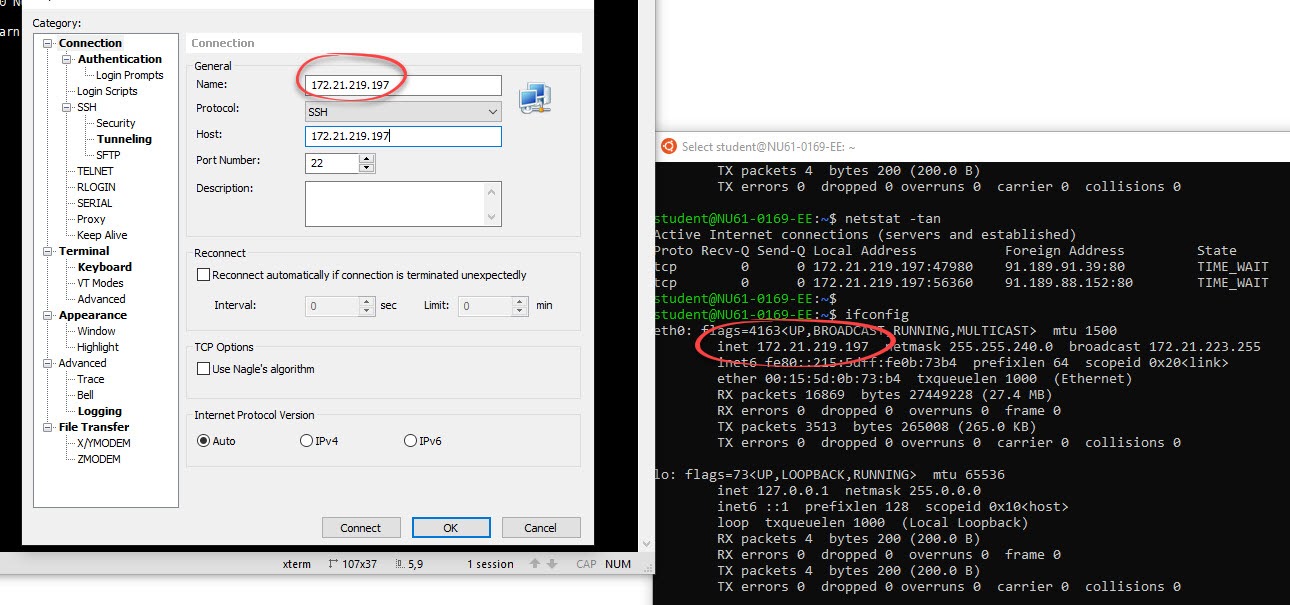 Category:
Connection
Authentication
Login Prompts
Login Scripts
SSH
Security
Tunneling
SFTP
TELNET
RLOGIN
SERIAL
Proxy
Keep Alive
Terminal
Keyboard
VT Modes
Advanced
Appearance
Window
Highlight
Advanced
Trace
Bell
Logging
File Transfer
X/YMODEM
ZMODEM
Connection
General
Name: 172.21.219.197
Protocol: SSH
Host: 172.21.219.197
Port Number: 22
Description:
Reconnect
Reconnect automatically if connection is terminated unexpectedly
Interval: 0 sec Limit: 0 min
TCP Options
Use Nagle's algorithm
Internet Protocol Version
Auto IPv4 IPv6
Connect OK Cancel
xterm 107x37 5,9 1 session CAP NUM
Select student@NU61-0169-EE: ~
TX packets 4 bytes 200 (200.0 B)
TX errors 0 dropped 0 overruns 0 carrier 0 collisions 0
student@NU61-0169-EE:~$ netstat -tan
Active Internet connections (servers and established)
Proto Recv-Q Send-Q Local Address Foreign Address State
tcp 0 0 172.21.219.197:47980 91.189.91.39:80 TIME_WAIT
tcp 0 0 172.21.219.197:56360 91.189.88.152:80 TIME_WAIT
student@NU61-0169-EE:~$
student@NU61-0169-EE:~$ ifconfig
eth0: flags=4163<UP,BROADCAST,RUNNING,MULTICAST> mtu 1500
inet 172.21.219.197 netmask 255.255.240.0 broadcast 172.21.223.255
inet6 fe80::215:5dff:fe0b:73b4 prefixlen 64 scopeid 0x20<link>
ether 00:15:5d:0b:73:b4 txqueuelen 1000 (Ethernet)
RX packets 16869 bytes 27449228 (27.4 MB)
RX errors 0 dropped 0 overruns 0 frame 0
TX packets 3513 bytes 265008 (265.0 KB)
TX errors 0 dropped 0 overruns 0 carrier 0 collisions 0
lo: flags=73<UP,LOOPBACK,RUNNING> mtu 65536
inet 127.0.0.1 netmask 255.0.0.0
inet6 ::1 prefixlen 128 scopeid 0x10<host>
loop txqueuelen 1000 (Local Loopback)
RX packets 4 bytes 200 (200.0 B)
RX errors 0 dropped 0 overruns 0 frame 0
TX packets 4 bytes 200 (200.0 B)
TX errors 0 dropped 0 overruns 0 carrier 0 collisions 0